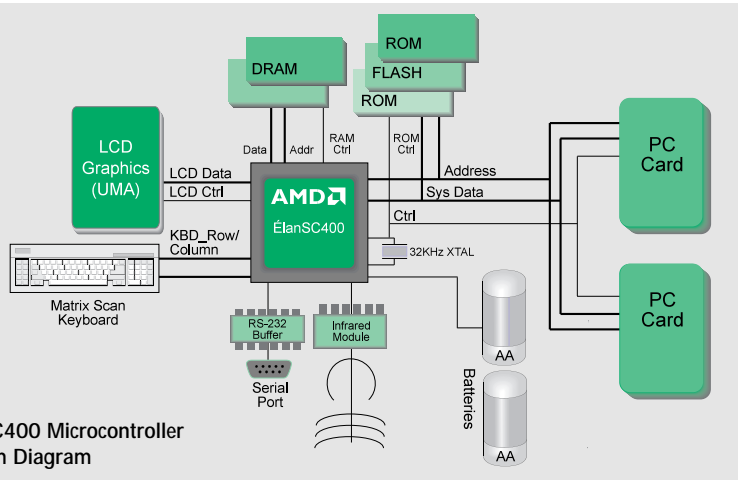 ROM
DRAM
FLASH
ROM
LCD
Graphics
(UMA)
Data
Addr
RAM
Ctrl
ROM
Ctrl
PC
Card
LCD Data
LCD Ctrl
Address
Sys Data
AMD
ÉlanSC400
Ctrl
KBD_Row/
Column
32KHz XTAL
Matrix Scan
Keyboard
RS-232
Buffer
Infrared
Module
PC
Card
AA
Serial
Port
Batteries
AA
C400 Microcontroller
Diagram